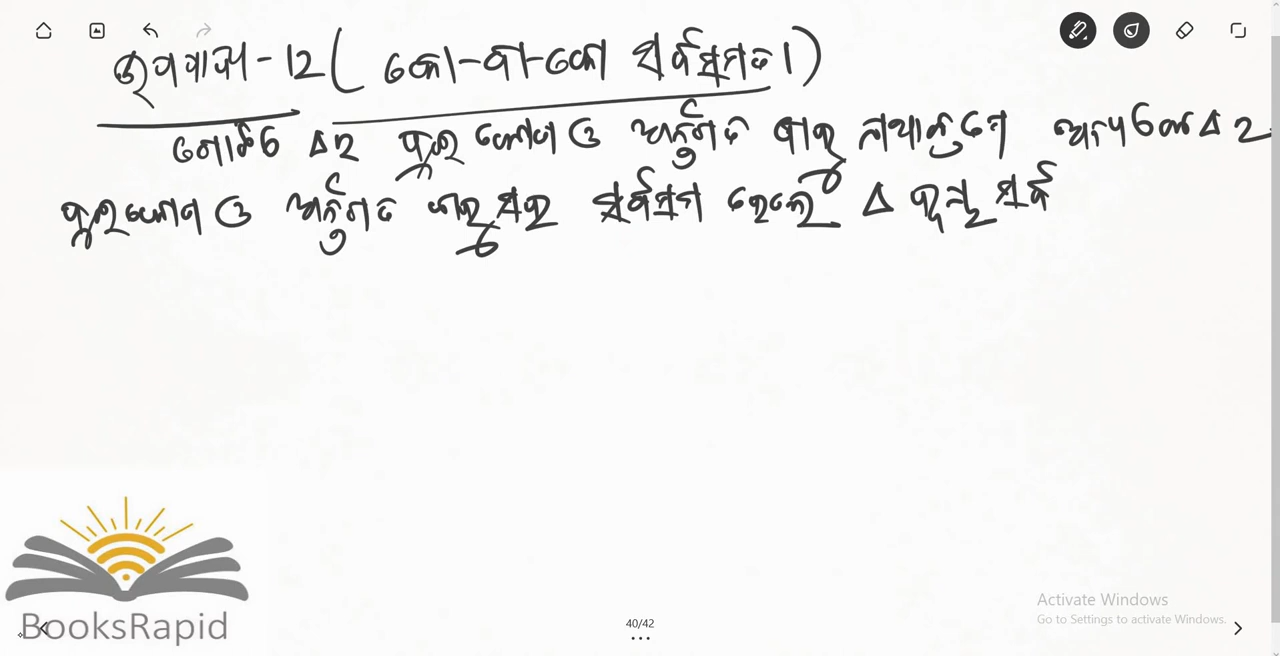 ଉପପାଦ୍ୟ - 12 ( କୋ-ବା-କୋ ସର୍ବସମତା )
ଗୋଟିଏ Δ ର ଦୁଇ କୋଣ ଓ ଅନ୍ତର୍ଗତ ବାହୁ ଯଥାକ୍ରମେ ଅନ୍ୟ ଏକ Δ ର
ଦୁଇ କୋଣ ଓ ଅନ୍ତର୍ଗତ ବାହୁ ସହ ସର୍ବସମ ହେଲେ Δ ଦ୍ୱୟ ସର୍ବ
BooksRapid
40/42
Activate Windows
Go to Settings to activate Windows.